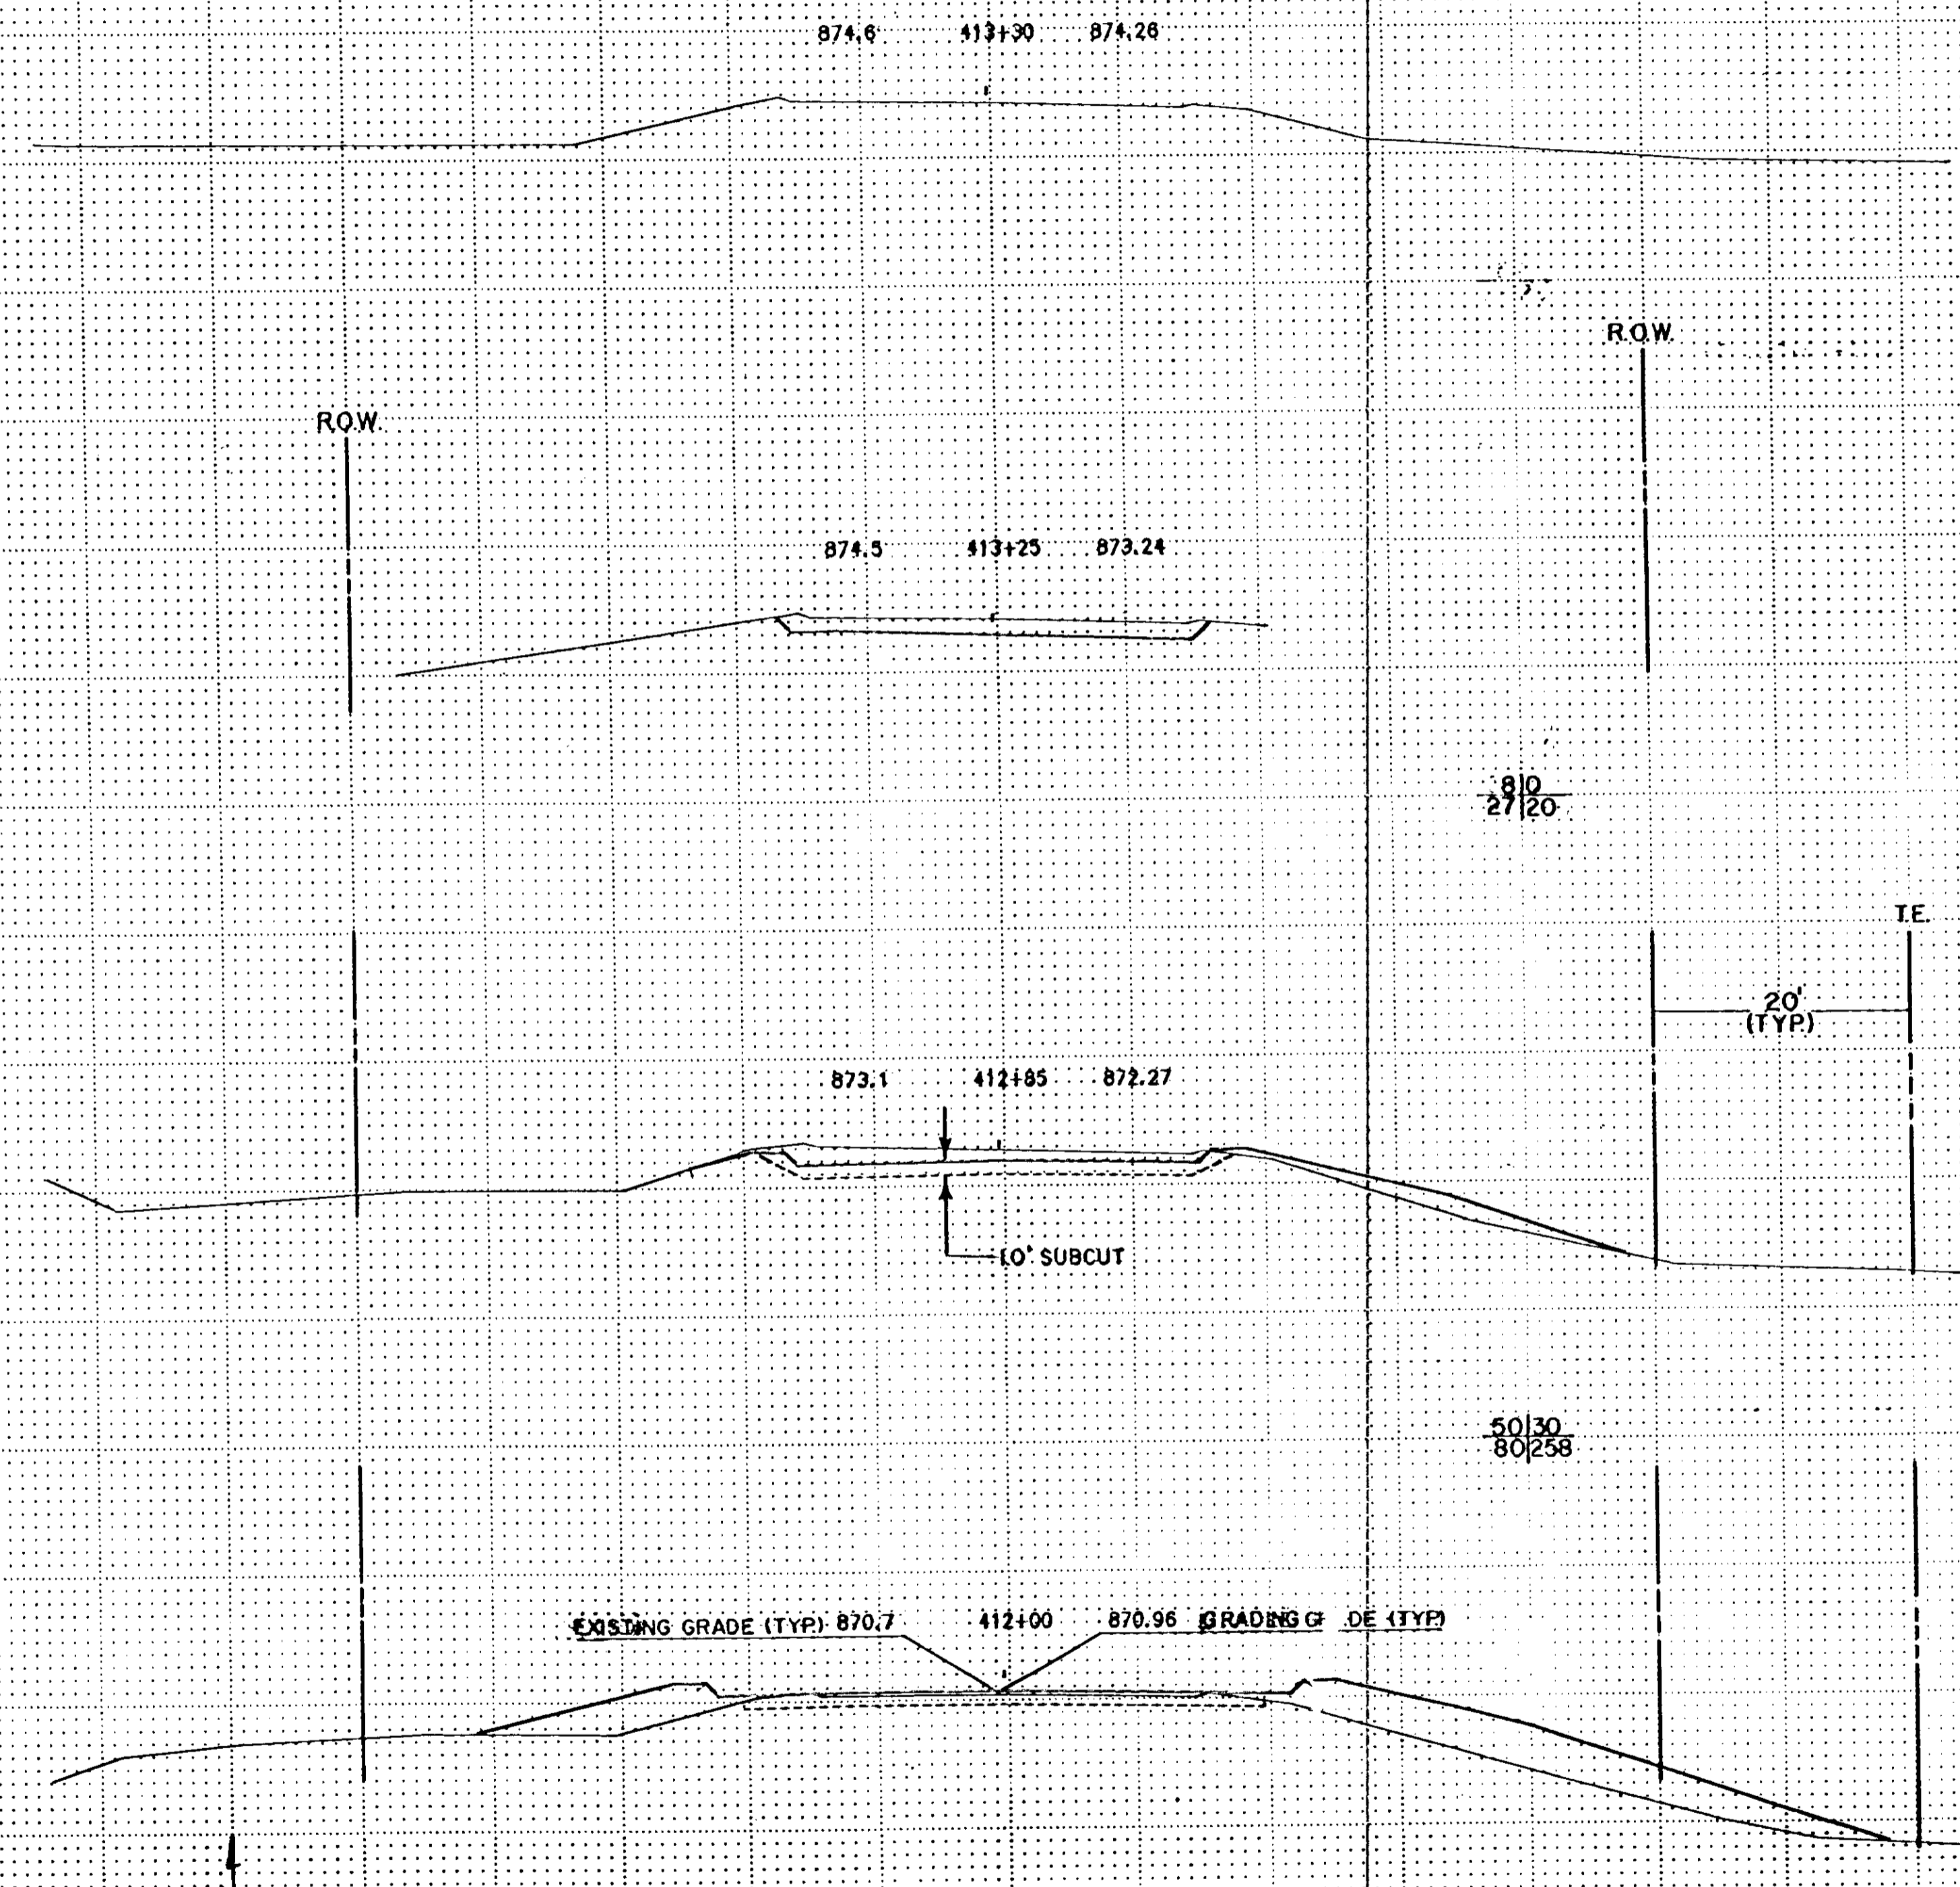 874.6 413+30 874.26
R.O.W.
R.O.W.
874.5 413+25 873.24
8|0
27|20
T.E.
20'
(TYP.)
873.1 412+85 872.27
1.0' SUBCUT
50|30
80|258
EXISTING GRADE (TYP.) 870.7 412+00 870.96 GRADING (TYP.)